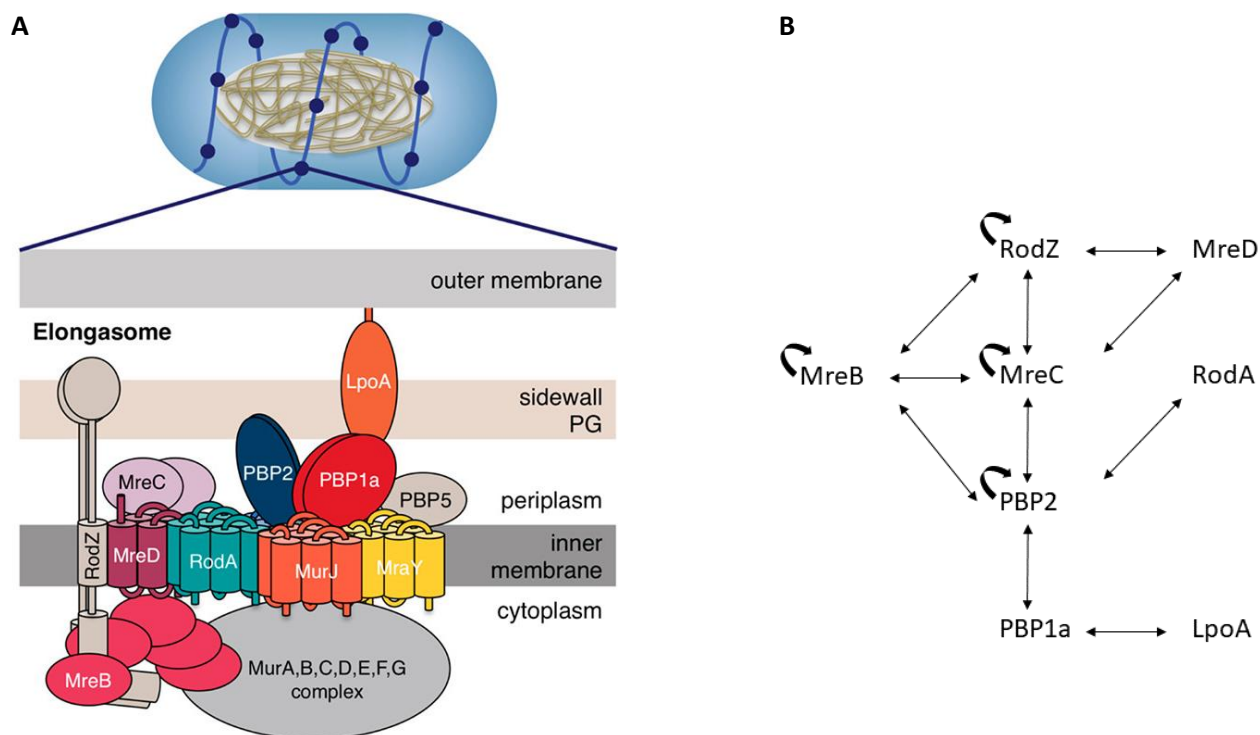 A
B
outer membrane
Elongasome
LpoA
sidewall
PG
PBP2
PBP1a
MreC
PBP5
periplasm
RodZ
MreD
RodA
MurJ
MraY
inner
membrane
cytoplasm
MurA,B,C,D,E,F,G
complex
MreB
RodZ
MreD
MreB
MreC
RodA
PBP2
PBP1a
LpoA